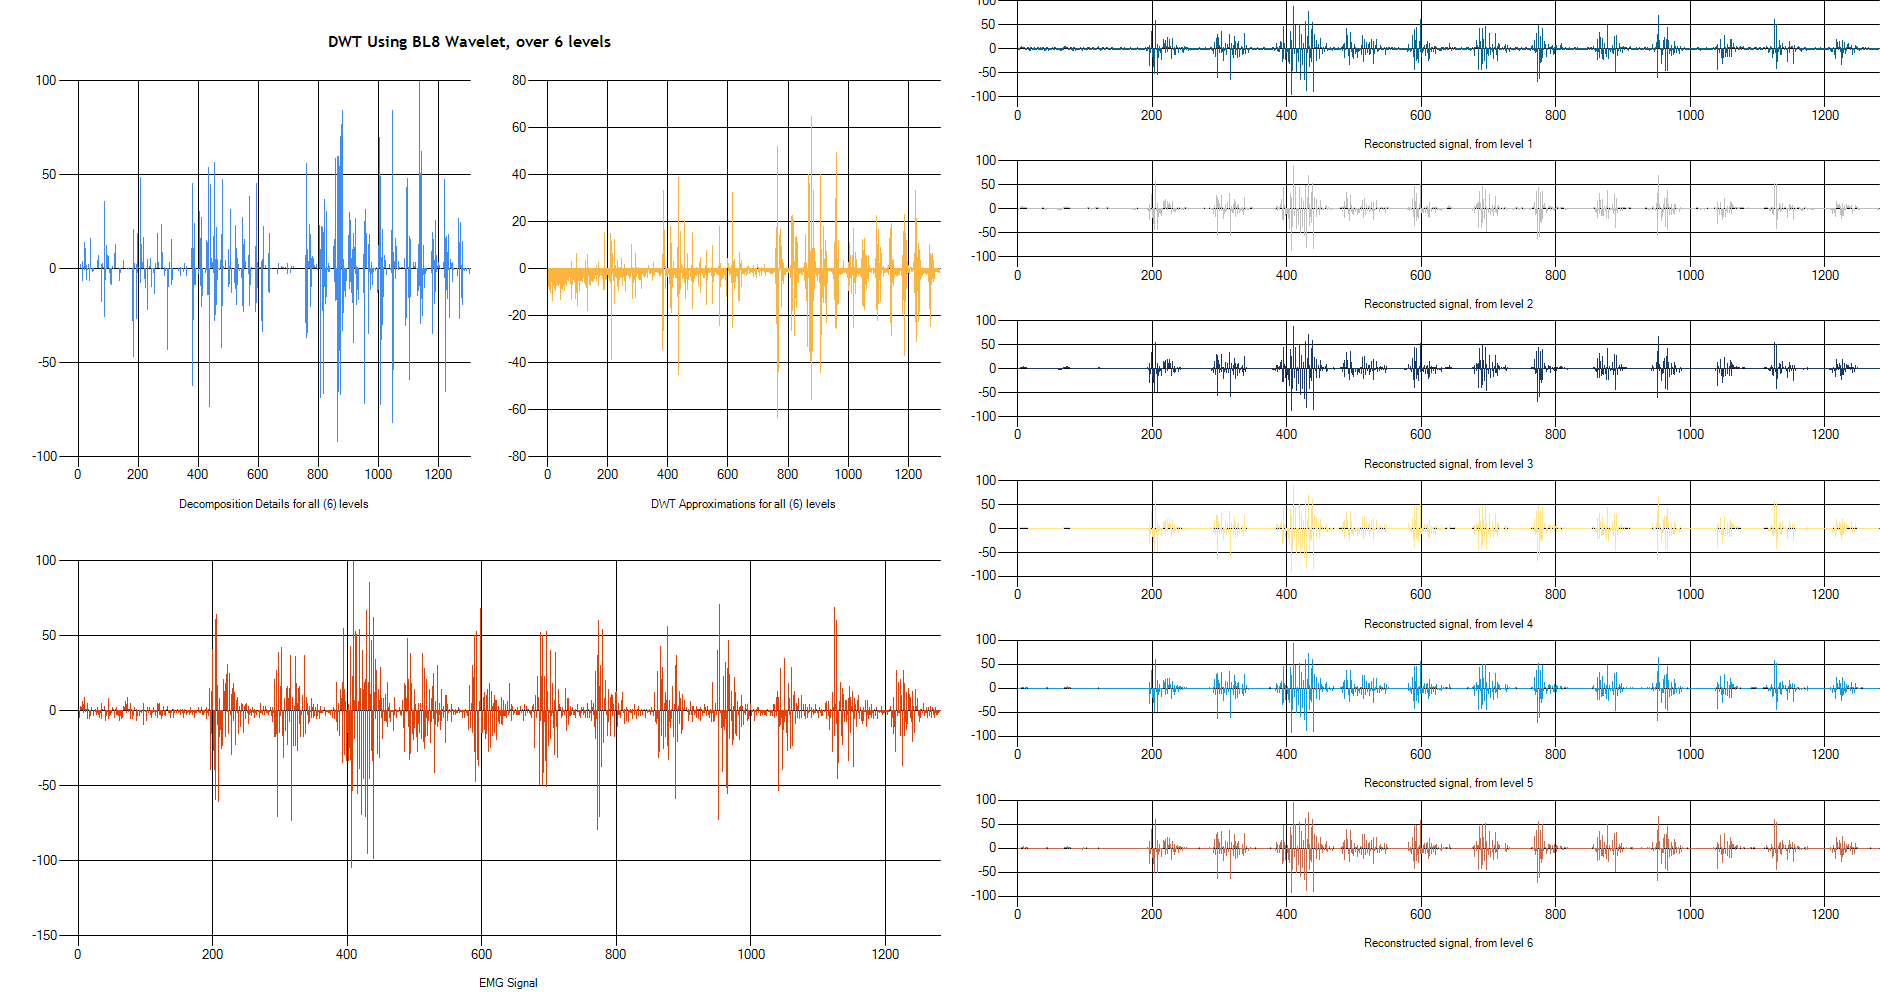 DWT Using BL8 Wavelet, over 6 levels
100
50
0
-50
-100
0 200 400 600 800 1000 1200
Decomposition Details for all (6) levels
80
60
40
20
0
-20
-40
-60
-80
0 200 400 600 800 1000 1200
DWT Approximations for all (6) levels
100
50
0
-50
-100
-150
0 200 400 600 800 1000 1200
EMG Signal
100
50
0
-50
-100
0 200 400 600 800 1000 1200
Reconstructed signal, from level 1
100
50
0
-50
-100
0 200 400 600 800 1000 1200
Reconstructed signal, from level 2
100
50
0
-50
-100
0 200 400 600 800 1000 1200
Reconstructed signal, from level 3
100
50
0
-50
-100
0 200 400 600 800 1000 1200
Reconstructed signal, from level 4
100
50
0
-50
-100
0 200 400 600 800 1000 1200
Reconstructed signal, from level 5
100
50
0
-50
-100
0 200 400 600 800 1000 1200
Reconstructed signal, from level 6